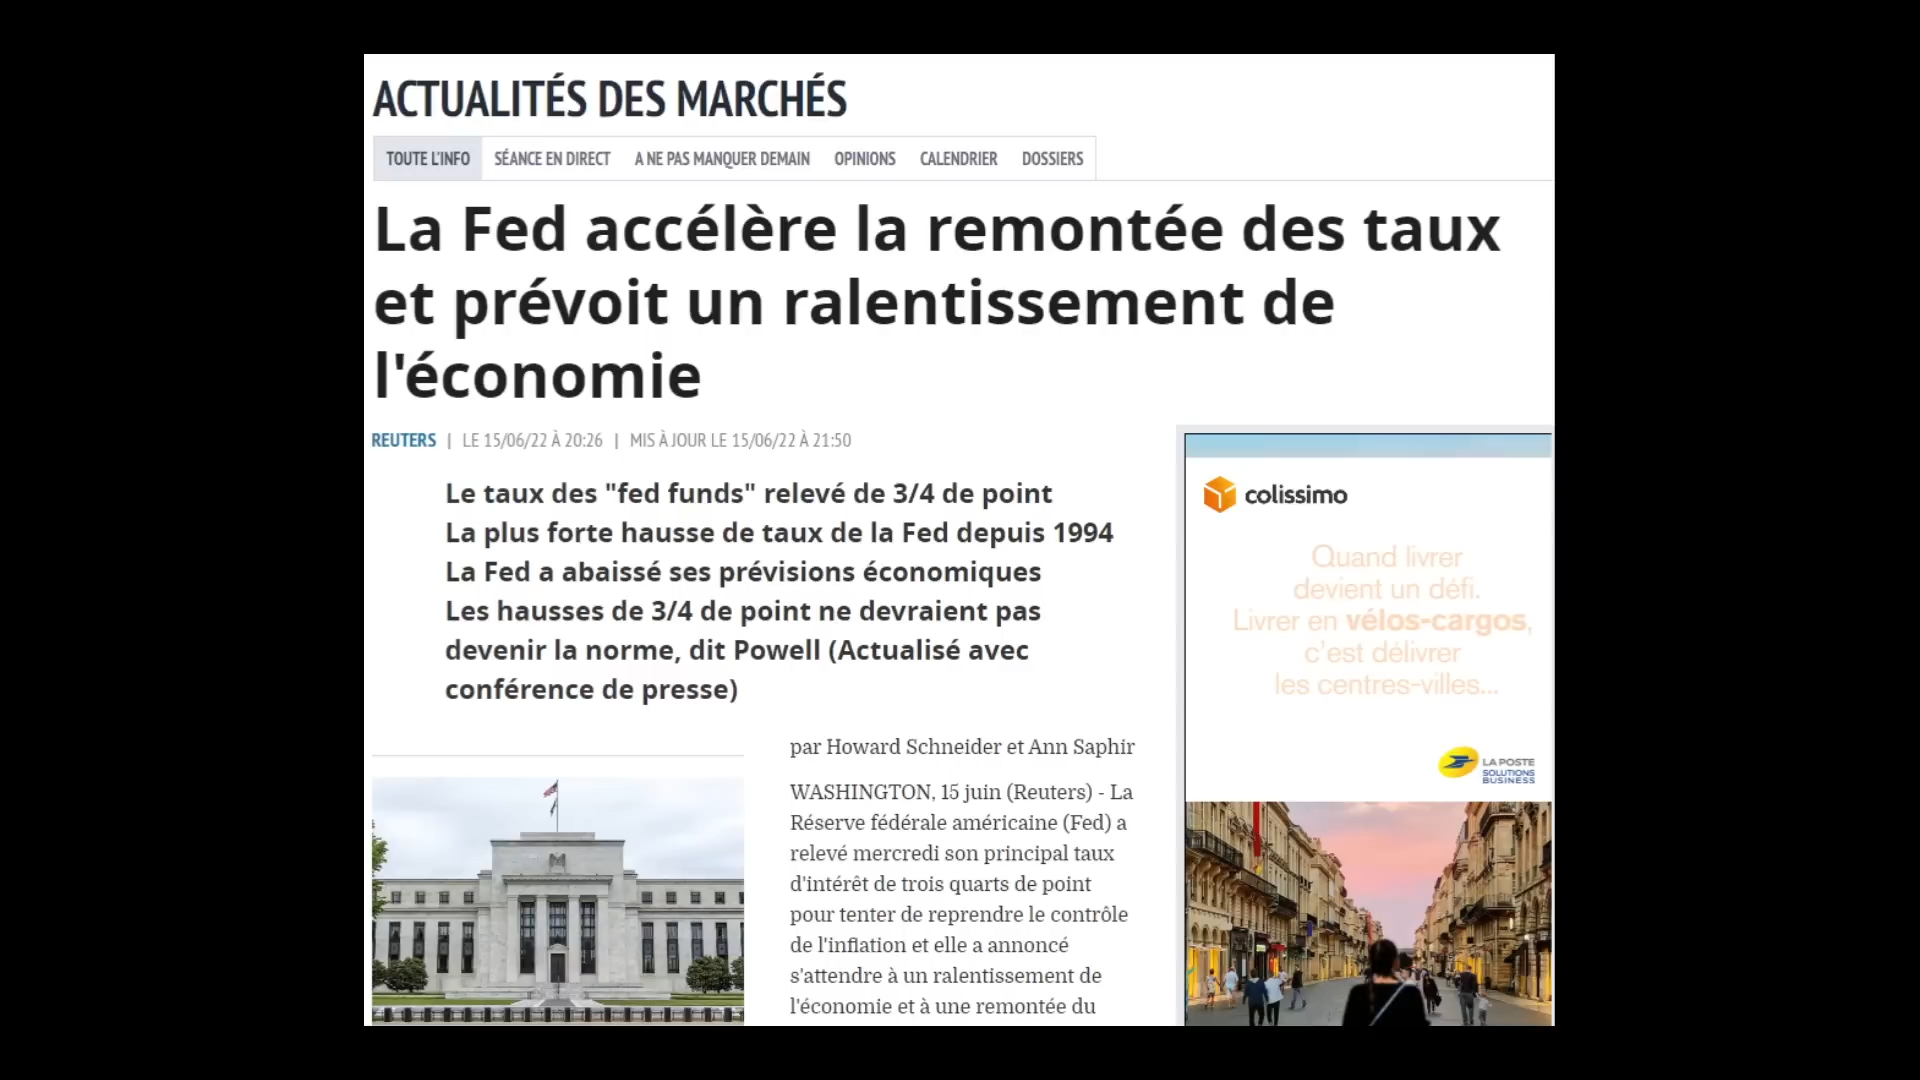 ACTUALITÉS DES MARCHÉS
TOUTE L'INFO SÉANCE EN DIRECT A NE PAS MANQUER DEMAIN OPINIONS CALENDRIER DOSSIERS
La Fed accélère la remontée des taux
et prévoit un ralentissement de
l'économie
REUTERS | LE 15/06/22 À 20:26 | MIS À JOUR LE 15/06/22 À 21:50
Le taux des "fed funds" relevé de 3/4 de point
La plus forte hausse de taux de la Fed depuis 1994
La Fed a abaissé ses prévisions économiques
Les hausses de 3/4 de point ne devraient pas
devenir la norme, dit Powell (Actualisé avec
conférence de presse)
par Howard Schneider et Ann Saphir
WASHINGTON, 15 juin (Reuters) - La
Réserve fédérale américaine (Fed) a
relevé mercredi son principal taux
d'intérêt de trois quarts de point
pour tenter de reprendre le contrôle
de l'inflation et elle a annoncé
s'attendre à un ralentissement de
l'économie et à une remontée du
colissimo
Quand livrer
devient un défi.
Livrer en vélos-cargos,
c'est délivrer
les centres-villes...
LA POSTE
SOLUTIONS
BUSINESS